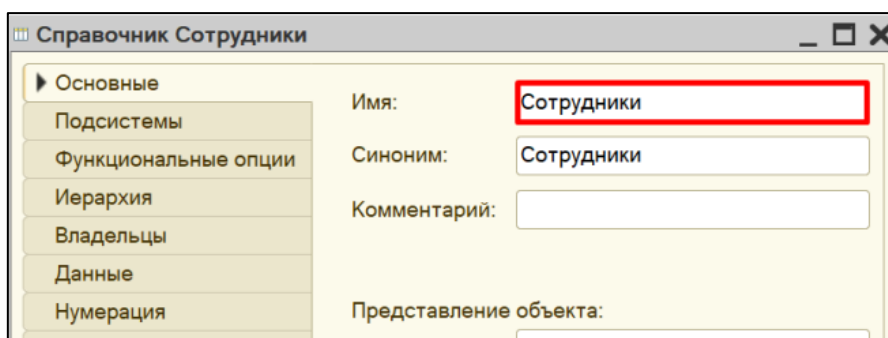 Справочник Сотрудники
Основные
Подсистемы
Функциональные опции
Иерархия
Владельцы
Данные
Нумерация
Имя: Сотрудники
Синоним: Сотрудники
Комментарий:
Представление объекта: